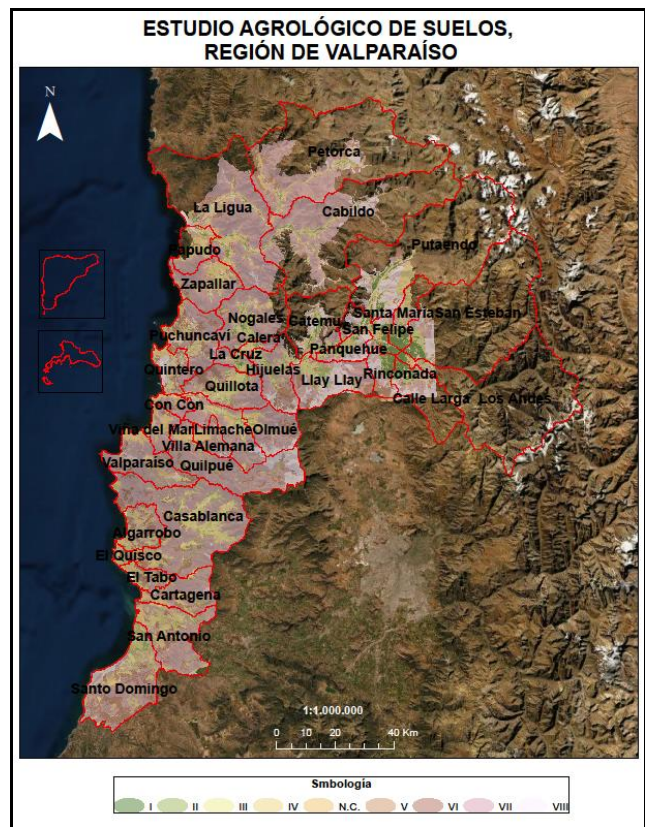 ESTUDIO AGROLÓGICO DE SUELOS,
REGIÓN DE VALPARAÍSO
N
Petorca
La Ligua
Cabildo
Papudo
Putaendo
Zapallar
Nogales
Catemu
Santa María
San Esteban
San Felipe
Puchuncaví
Calera
La Cruz
Panquehue
Quintero
Hijuelas
Rinconada
Quillota
Llay Llay
Calle Larga
Los Andes
Con Cón
Viña del Mar
Limache
Olmué
Villa Alemana
Valparaíso
Quilpué
Casablanca
Algarrobo
El Quisco
El Tabo
Cartagena
San Antonio
Santo Domingo
1:1.000.000
0 10 20 40 Km
Smbología
I II III IV N.C. V VI VII VIII